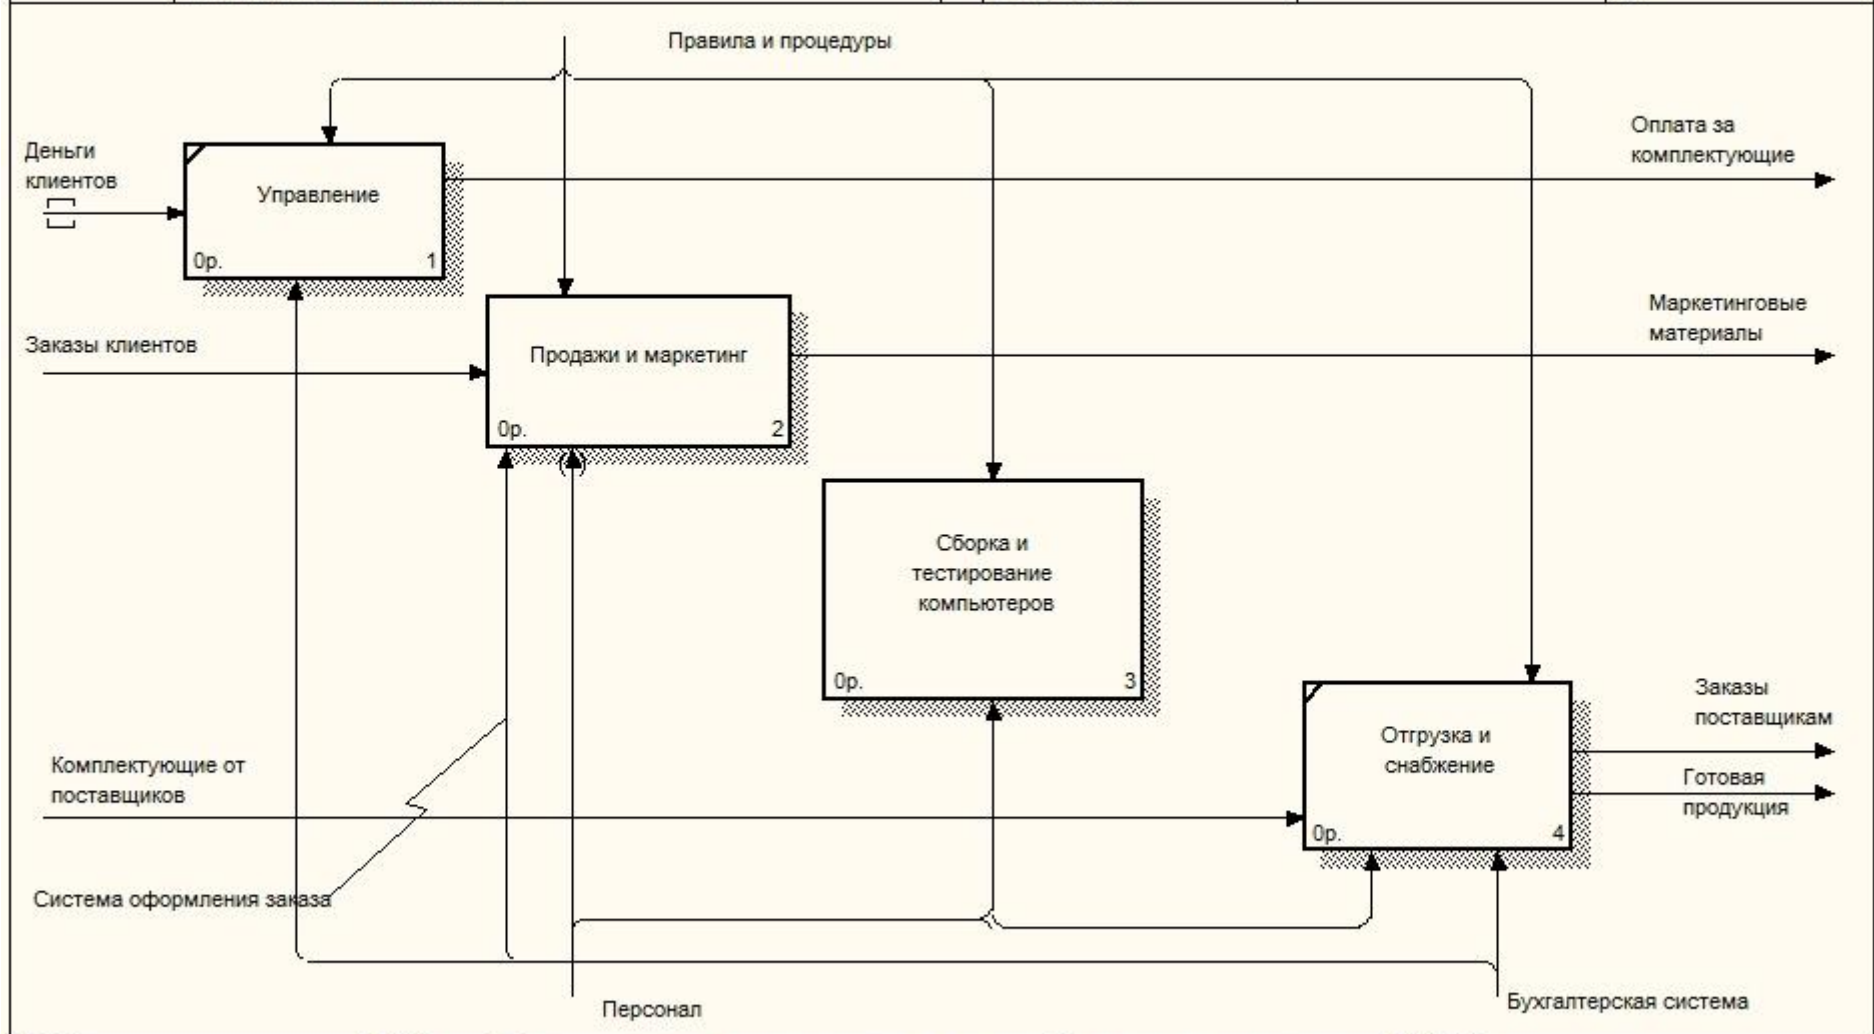 Правила и процедуры
Оплата за
комплектующие
Деньги
клиентов
Управление
0р.
1
Маркетинговые
материалы
Заказы клиентов
Продажи и маркетинг
0р.
2
Сборка и
тестирование
компьютеров
0р.
3
Заказы
поставщикам
Отгрузка и
снабжение
Готовая
продукция
0р.
4
Комплектующие от
поставщиков
Система оформления заказа
Персонал
Бухгалтерская система